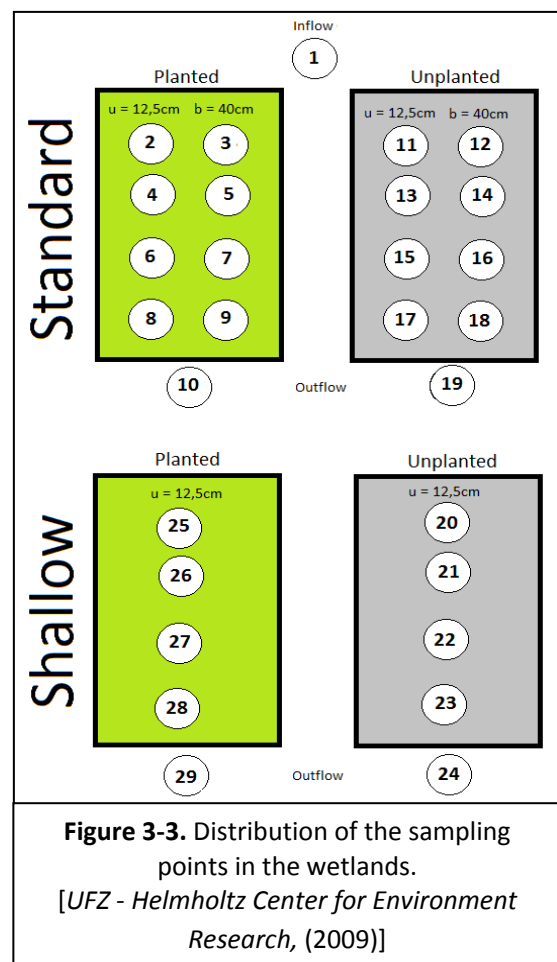 Inflow
1
Planted
Unplanted
Standard
u = 12,5cm b = 40cm
2 3
4 5
6 7
8 9
u = 12,5cm b = 40cm
11 12
13 14
15 16
17 18
10
Outflow
19
Planted
Unplanted
Shallow
u = 12,5cm
25
26
27
28
u = 12,5cm
20
21
22
23
29
Outflow
24
Figure 3-3. Distribution of the sampling
points in the wetlands.
[UFZ - Helmholtz Center for Environment
Research, (2009)]